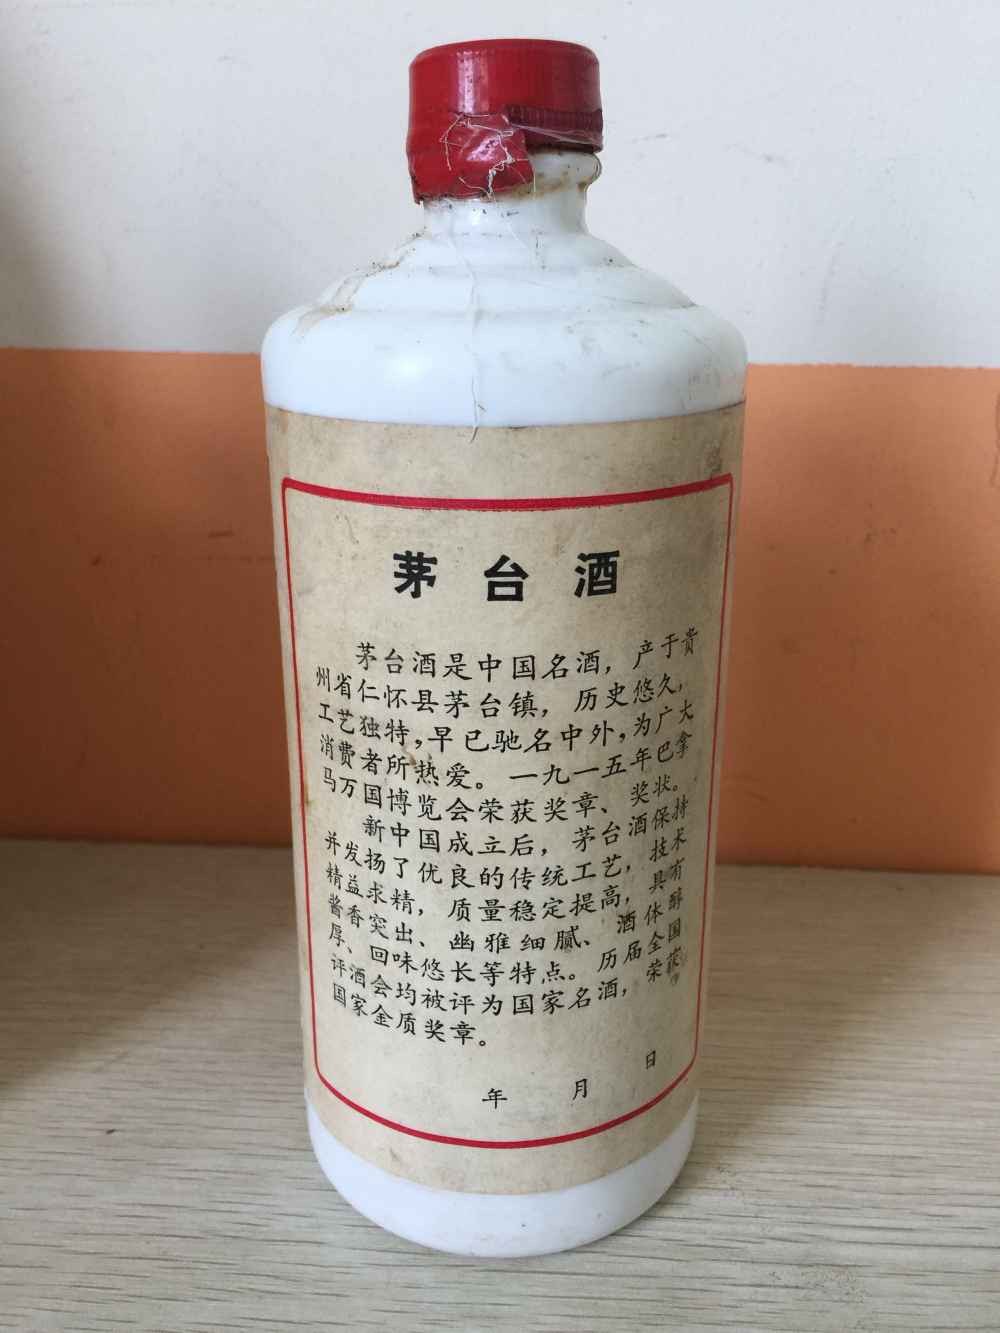 茅台酒
茅台酒是中国名酒，产于贵
州省仁怀县茅台镇，历史悠久，
工艺独特，早已驰名中外，为广大
消费者所热爱。一九一五年巴拿
马万国博览会荣获奖章、奖状。
新中国成立后，茅台酒保持
并发扬了优良的传统工艺，技术
精益求精，质量稳定提高，具有
酱香突出、幽雅细腻、酒体醇
厚、回味悠长等特点。历届全国
评酒会均被评为国家名酒，荣获
国家金质奖章。
年 月 日